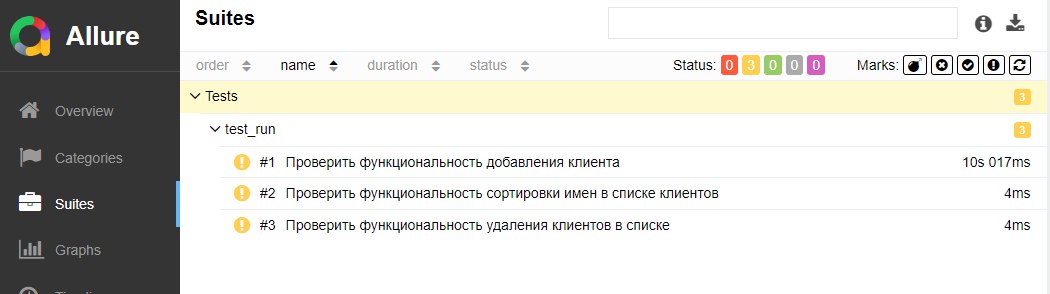 Allure
Overview
Categories
Suites
Graphs
Suites
order name duration status Status: 0 3 0 0 0 Marks:
Tests 3
test_run 3
#1 Проверить функциональность добавления клиента 10s 017ms
#2 Проверить функциональность сортировки имен в списке клиентов 4ms
#3 Проверить функциональность удаления клиентов в списке 4ms